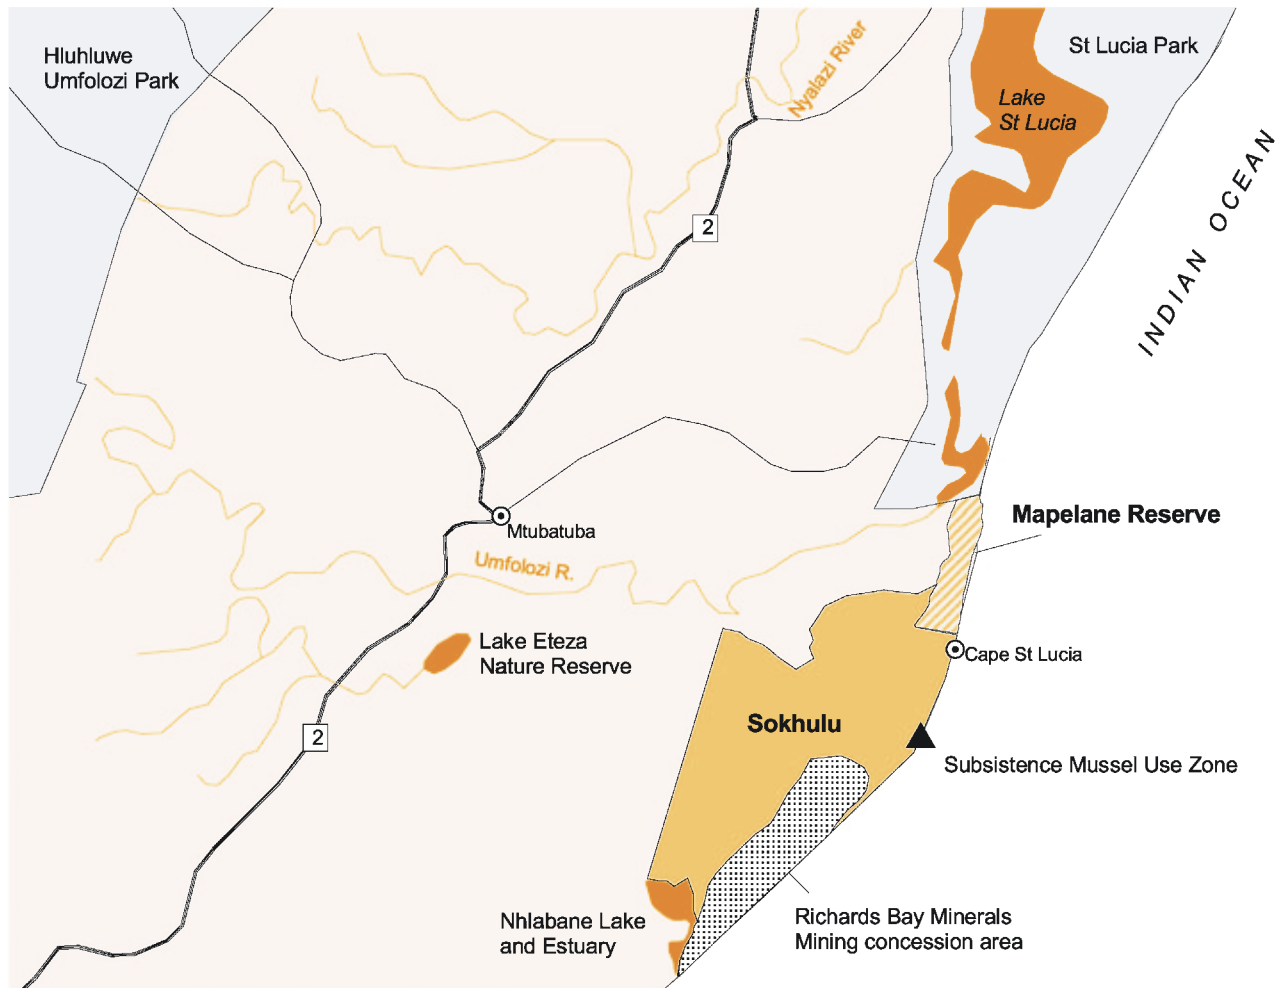 Hluhluwe
Umfolozi Park
Nyalazi River
St Lucia Park
Lake
St Lucia
INDIAN OCEAN
2
Mtubatuba
Mapelane Reserve
Umfolozi R.
Lake Eteza
Nature Reserve
Cape St Lucia
Sokhulu
2
Subsistence Mussel Use Zone
Nhlabane Lake
and Estuary
Richards Bay Minerals
Mining concession area